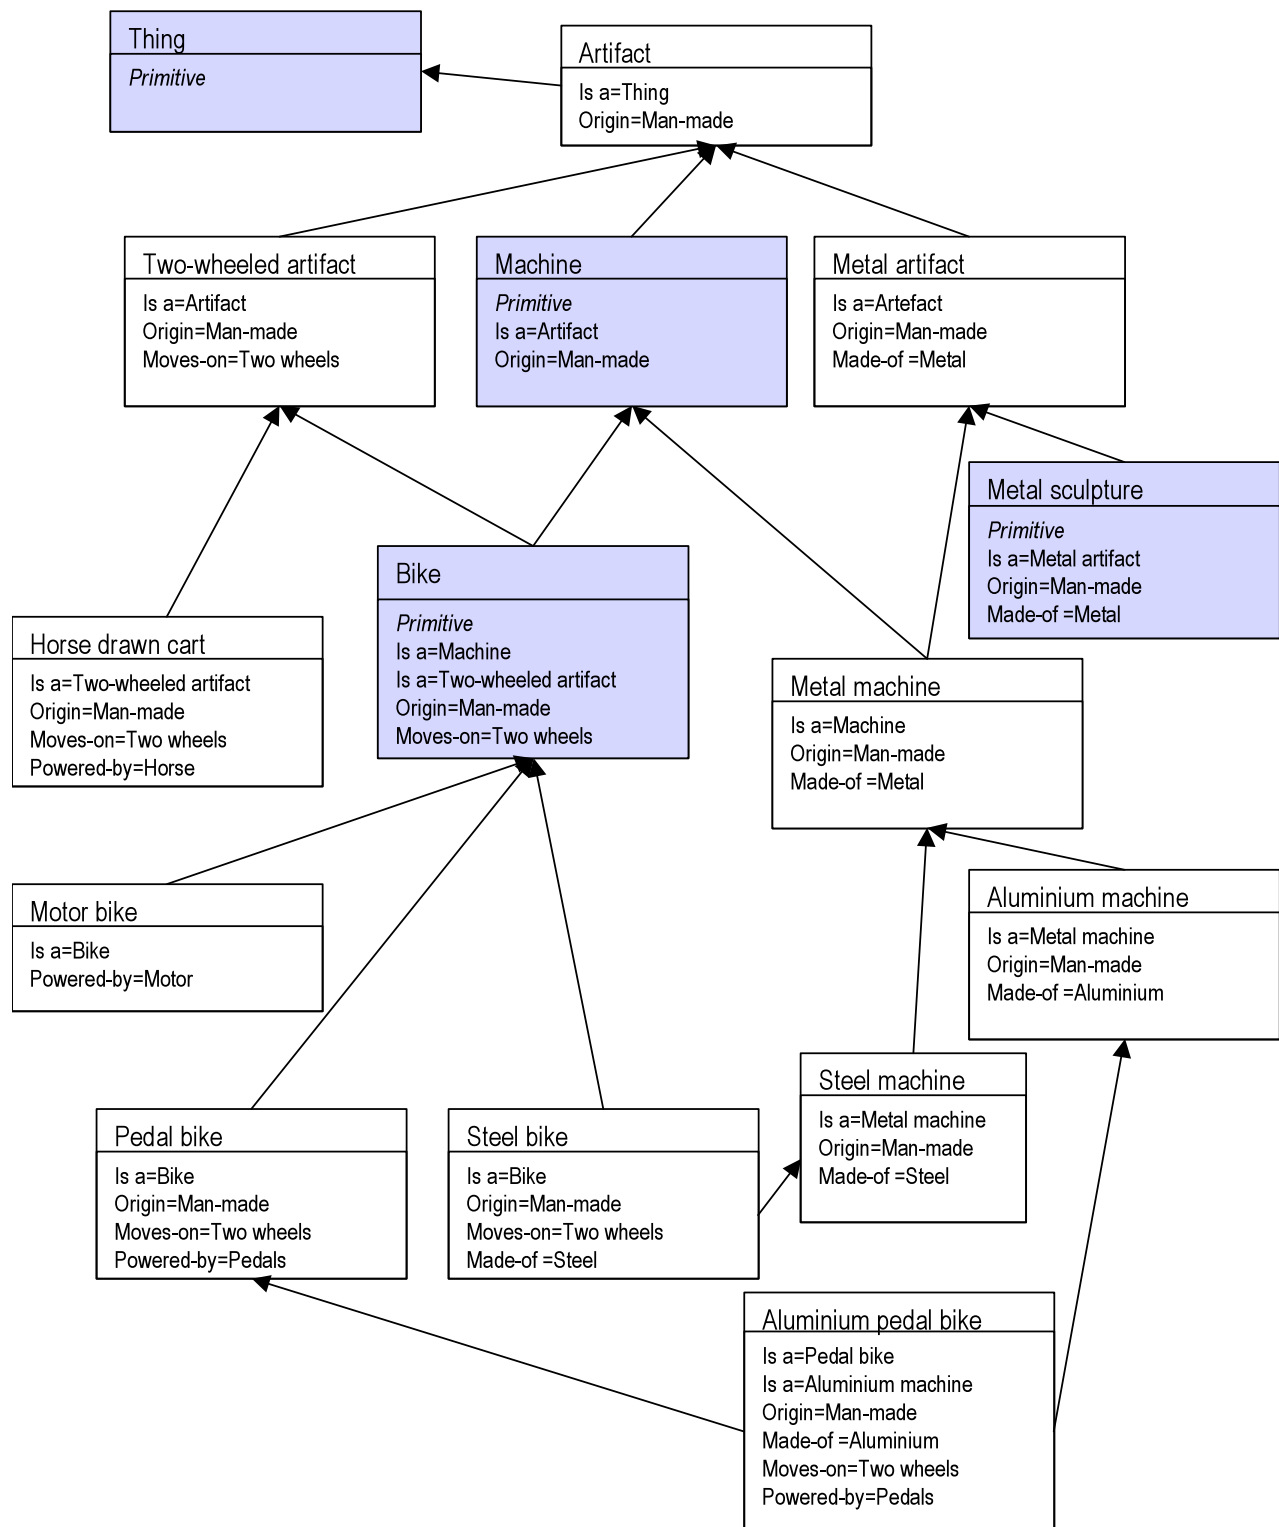 Thing
Primitive
Artifact
Is a=Thing
Origin=Man-made
Two-wheeled artifact
Is a=Artifact
Origin=Man-made
Moves-on=Two wheels
Machine
Primitive
Is a=Artifact
Origin=Man-made
Metal artifact
Is a=Artefact
Origin=Man-made
Made-of =Metal
Metal sculpture
Primitive
Is a=Metal artifact
Origin=Man-made
Made-of =Metal
Bike
Primitive
Is a=Machine
Is a=Two-wheeled artifact
Origin=Man-made
Moves-on=Two wheels
Horse drawn cart
Is a=Two-wheeled artifact
Origin=Man-made
Moves-on=Two wheels
Powered-by=Horse
Metal machine
Is a=Machine
Origin=Man-made
Made-of =Metal
Motor bike
Is a=Bike
Powered-by=Motor
Aluminium machine
Is a=Metal machine
Origin=Man-made
Made-of =Aluminium
Steel machine
Is a=Metal machine
Origin=Man-made
Made-of =Steel
Pedal bike
Is a=Bike
Origin=Man-made
Moves-on=Two wheels
Powered-by=Pedals
Steel bike
Is a=Bike
Origin=Man-made
Moves-on=Two wheels
Made-of =Steel
Aluminium pedal bike
Is a=Pedal bike
Is a=Aluminium machine
Origin=Man-made
Made-of =Aluminium
Moves-on=Two wheels
Powered-by=Pedals